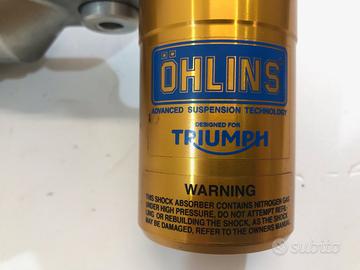 ÖHLINS
ADVANCED SUSPENSION TECHNOLOGY
DESIGNED FOR
TRIUMPH
WARNING
THIS SHOCK ABSORBER CONTAINS NITROGEN GAS
UNDER HIGH PRESSURE, DO NOT ATTEMPT REFIL-
LING OR REBUILDING THE SHOCK, AS THE SHOCK
MAY BE DAMAGED, REFER TO THE OWNERS MANUAL.
subito